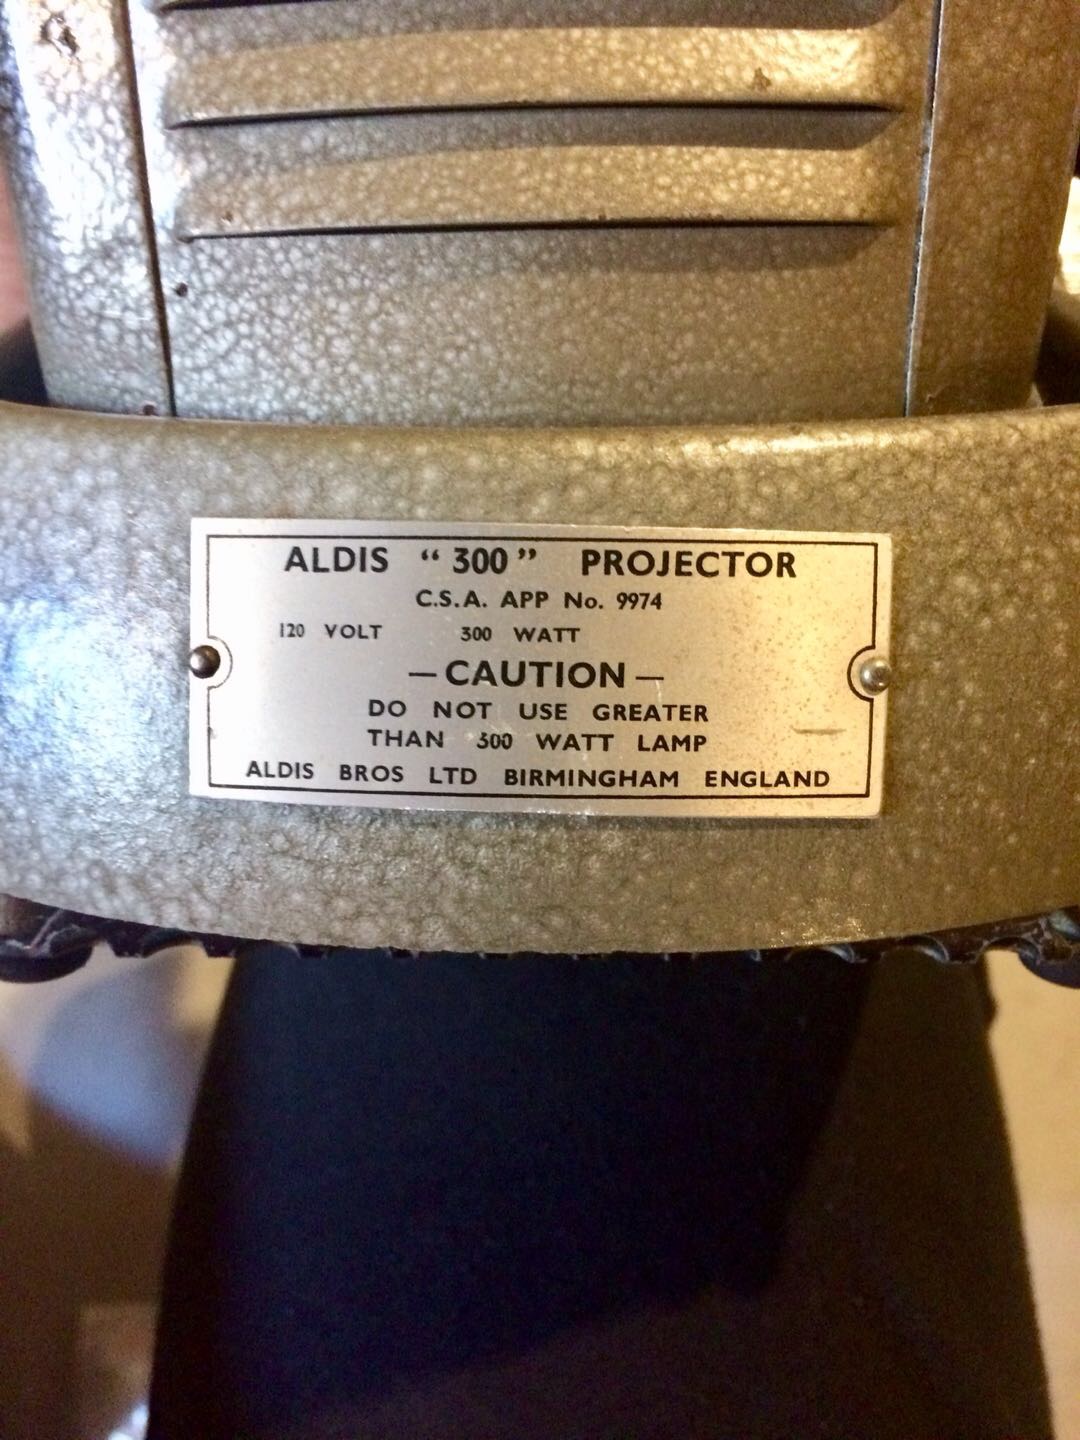 ALDIS “300” PROJECTOR
C.S.A. APP No. 9974
120 VOLT 300 WATT
— CAUTION —
DO NOT USE GREATER
THAN 300 WATT LAMP
ALDIS BROS LTD BIRMINGHAM ENGLAND